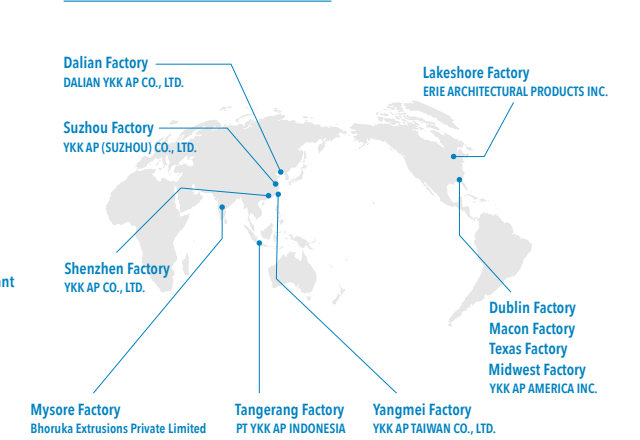 Dalian Factory
DALIAN YKK AP CO., LTD.
Lakeshore Factory
ERIE ARCHITECTURAL PRODUCTS INC.
Suzhou Factory
YKK AP (SUZHOU) CO., LTD.
Shenzhen Factory
YKK AP CO., LTD.
ant
Dublin Factory
Macon Factory
Texas Factory
Midwest Factory
YKK AP AMERICA INC.
Mysore Factory
Bhoruka Extrusions Private Limited
Tangerang Factory
PT YKK AP INDONESIA
Yangmei Factory
YKK AP TAIWAN CO., LTD.